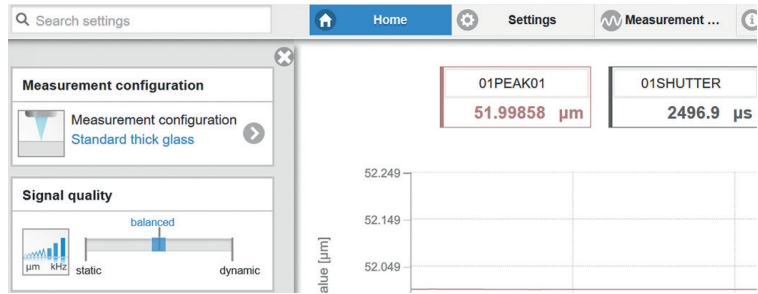 Search settings
Home
Settings
Measurement ...
Measurement configuration
Measurement configuration
Standard thick glass
Signal quality
balanced
µm kHz
static
dynamic
01PEAK01
51.99858 µm
01SHUTTER
2496.9 µs
52.249
52.149
52.049
alue [µm]